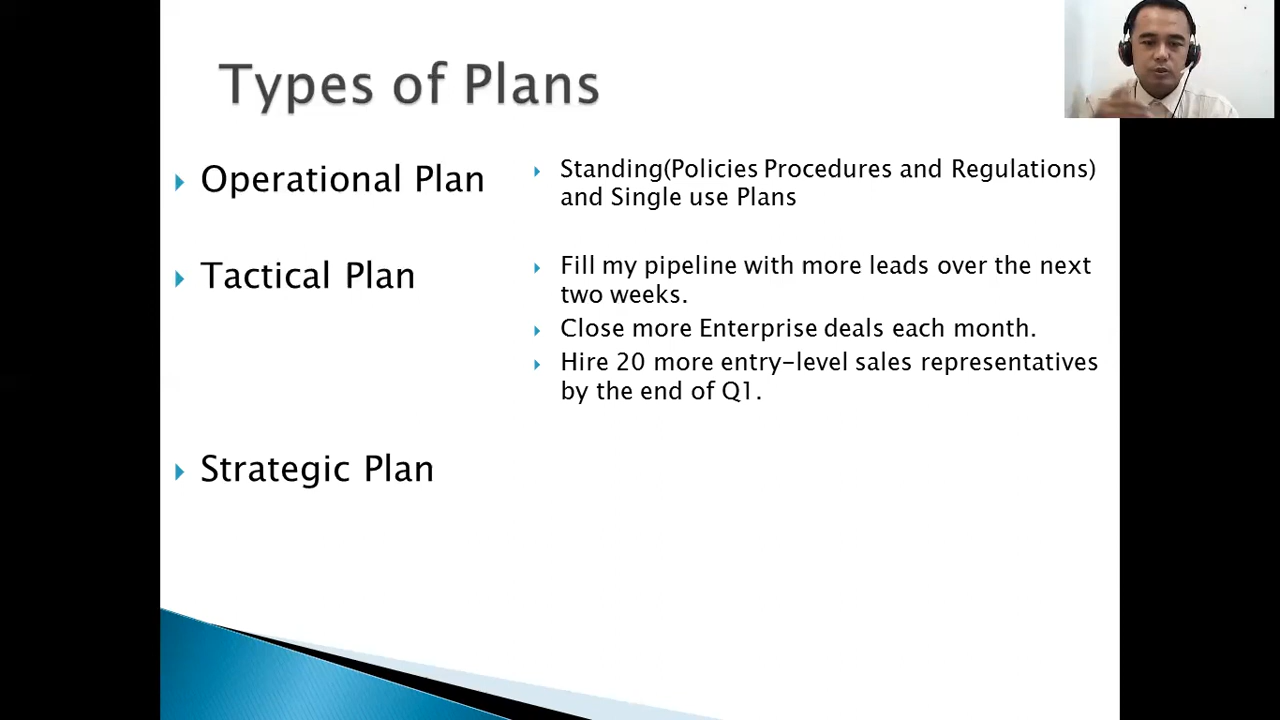 Types of Plans
Operational Plan
Standing(Policies Procedures and Regulations)
and Single use Plans
Tactical Plan
Fill my pipeline with more leads over the next
two weeks.
Close more Enterprise deals each month.
Hire 20 more entry-level sales representatives
by the end of Q1.
Strategic Plan